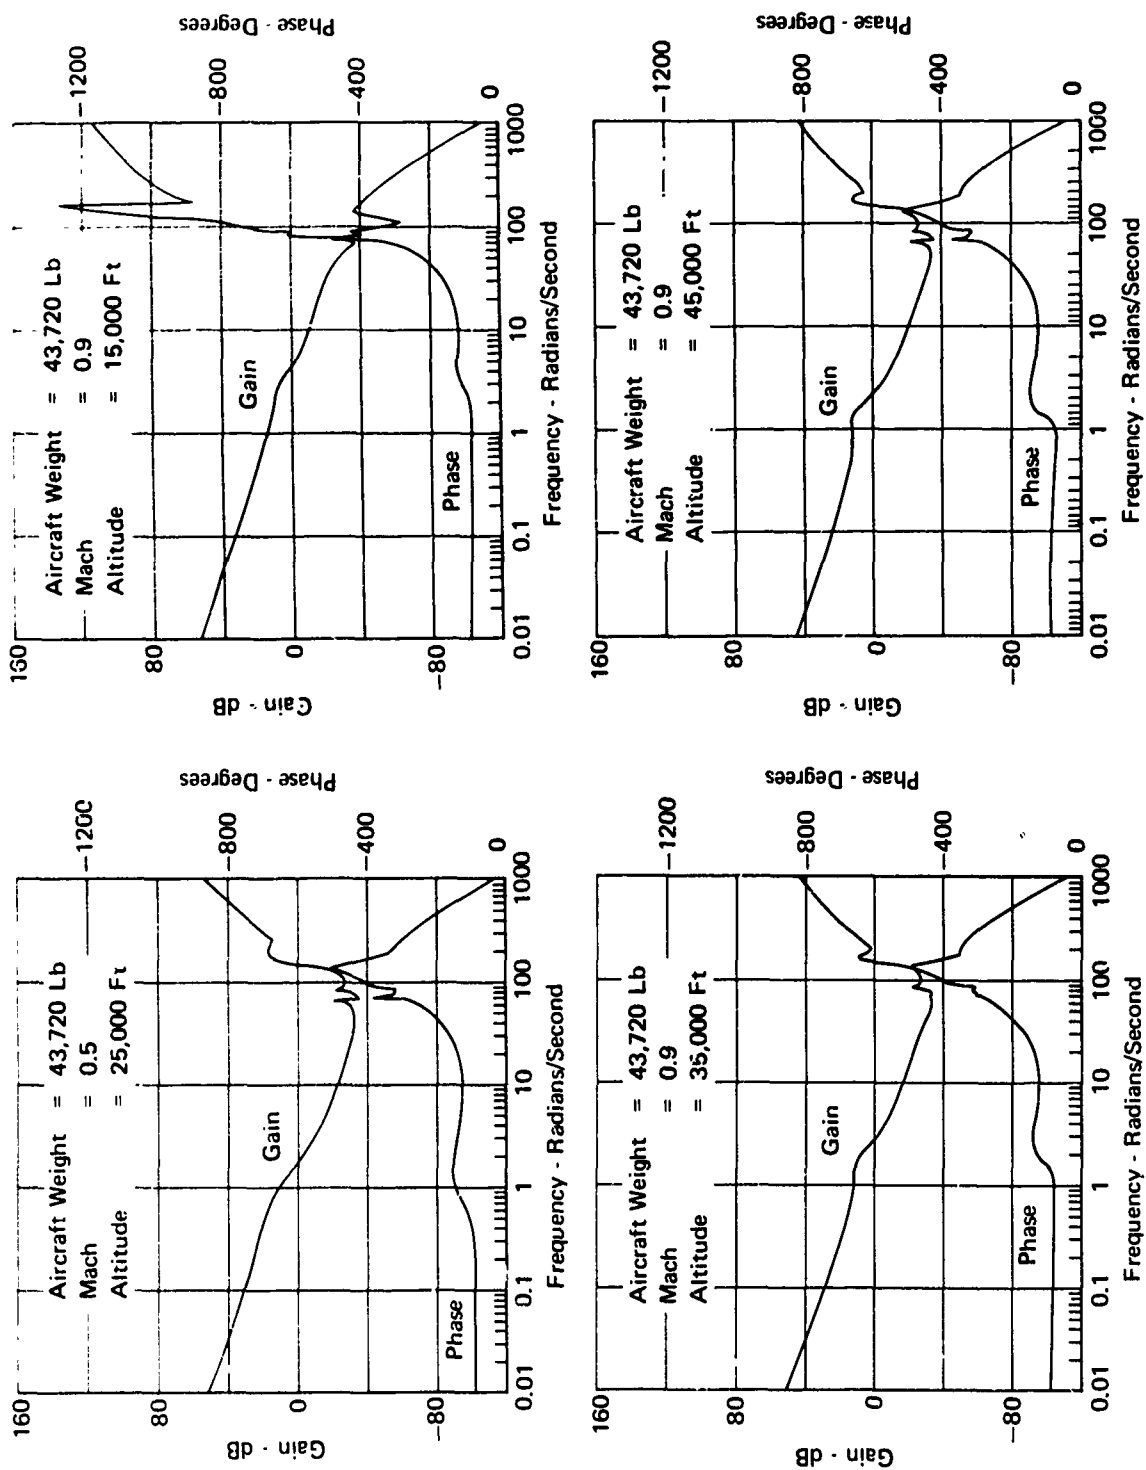 Aircraft Weight = 43,720 Lb
Mach = 0.5
Altitude = 25,000 Ft
160
80
0
-80
Gain - dB
-1200
-800
-400
0
Phase - Degrees
Gain
Phase
0.01 0.1 1 10 100 1000
Frequency - Radians/Second
Aircraft Weight = 43,720 Lb
Mach = 0.9
Altitude = 15,000 Ft
160
80
0
-80
Gain - dB
-1200
-800
-400
0
Phase - Degrees
Gain
Phase
0.01 0.1 1 10 100 1000
Frequency - Radians/Second
Aircraft Weight = 43,720 Lb
Mach = 0.9
Altitude = 35,000 Ft
160
80
0
-80
Gain - dB
-1200
-800
-400
0
Phase - Degrees
Gain
Phase
0.01 0.1 1 10 100 1000
Frequency - Radians/Second
Aircraft Weight = 43,720 Lb
Mach = 0.9
Altitude = 45,000 Ft
160
80
0
-80
Gain - dB
-1200
-800
-400
0
Phase - Degrees
Gain
Phase
0.01 0.1 1 10 100 1000
Frequency - Radians/Second